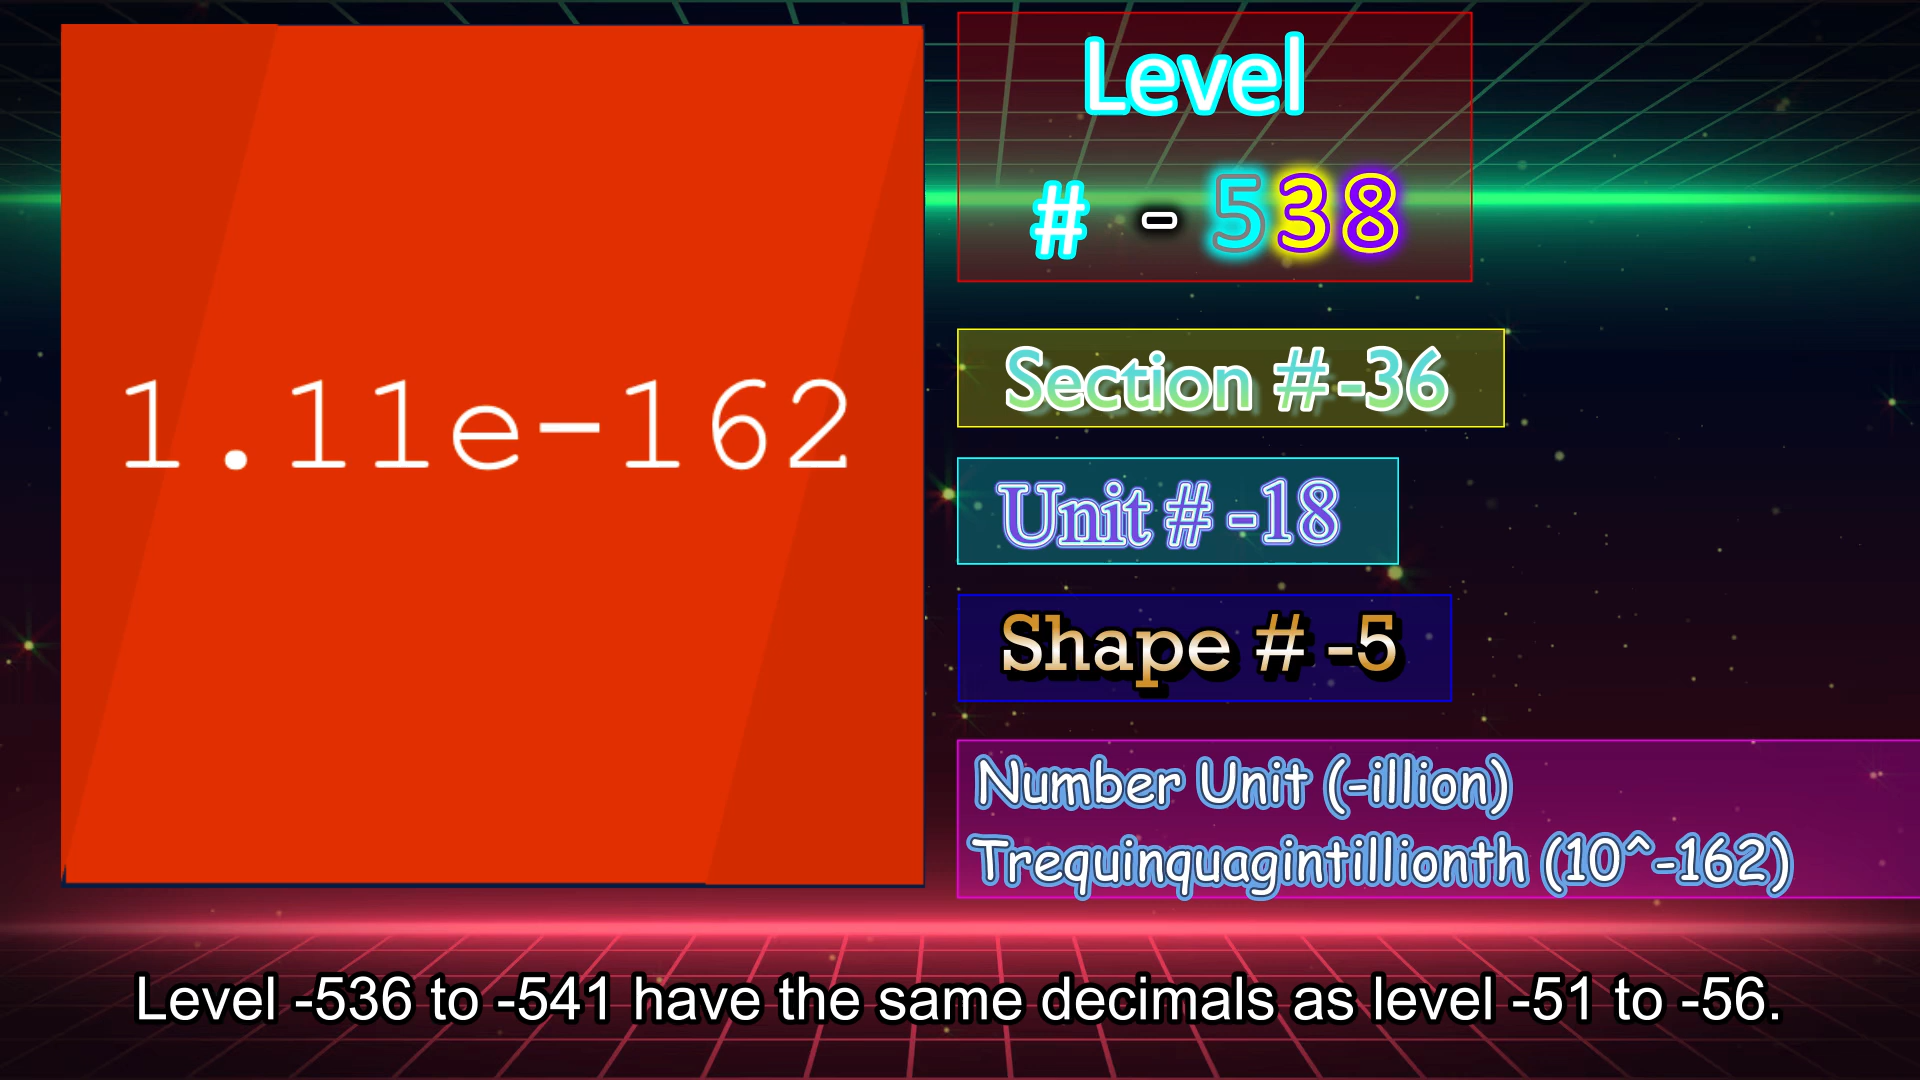 1.11e-162
Level
# - 538
Section #-36
Unit # -18
Shape # -5
Number Unit (-illion)
Trequinquagintillionth (10^-162)
Level -536 to -541 have the same decimals as level -51 to -56.